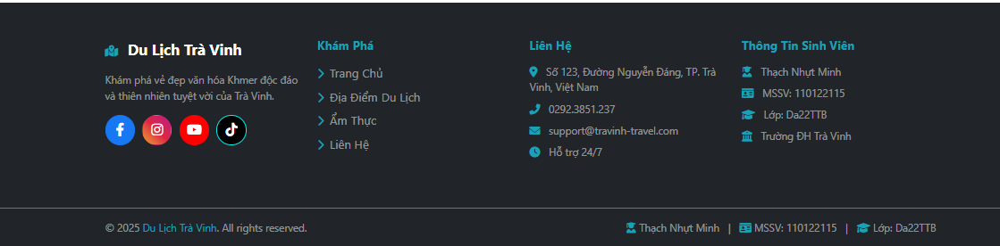 Du Lịch Trà Vinh
Khám phá vẻ đẹp văn hóa Khmer độc đáo
và thiên nhiên tuyệt vời của Trà Vinh.
Khám Phá
Trang Chủ
Địa Điểm Du Lịch
Ẩm Thực
Liên Hệ
Liên Hệ
Số 123, Đường Nguyễn Đáng, TP. Trà
Vinh, Việt Nam
0292.3851.237
support@travinh-travel.com
Hỗ trợ 24/7
Thông Tin Sinh Viên
Thạch Nhựt Minh
MSSV: 110122115
Lớp: Da22TTB
Trường ĐH Trà Vinh
© 2025 Du Lịch Trà Vinh. All rights reserved.
Thạch Nhựt Minh | MSSV: 110122115 | Lớp: Da22TTB